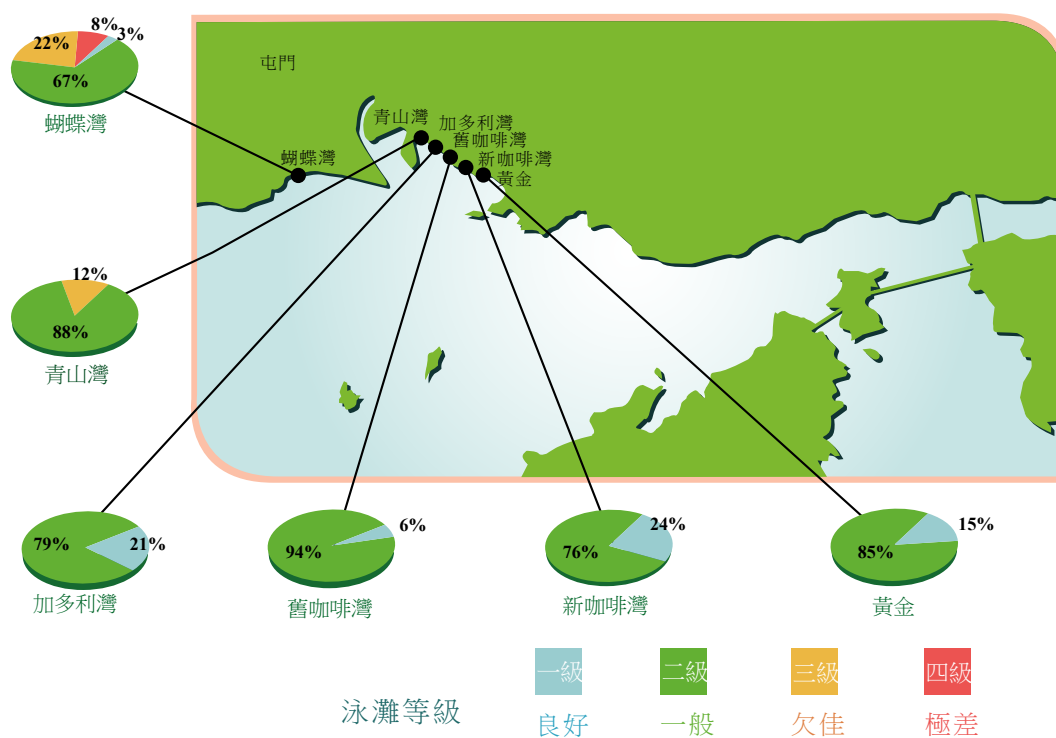 8%
22%
3%
67%
蝴蝶灣
屯門
青山灣
加多利灣
舊咖啡灣
新咖啡灣
黃金
蝴蝶灣
12%
88%
青山灣
79%
21%
加多利灣
6%
94%
舊咖啡灣
24%
76%
新咖啡灣
15%
85%
黃金
泳灘等級
一級
良好
二級
一般
三級
欠佳
四級
極差